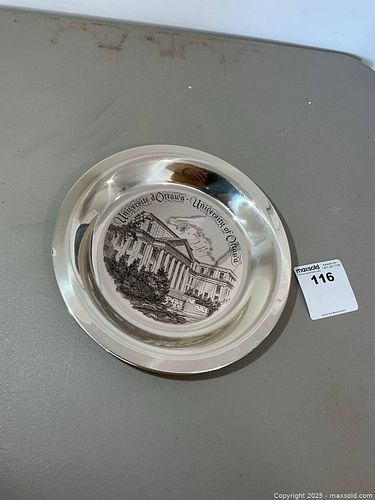 Université d'Ottawa · University of Ottawa
maxsold
116
Copyright © 2025 - maxsold.com